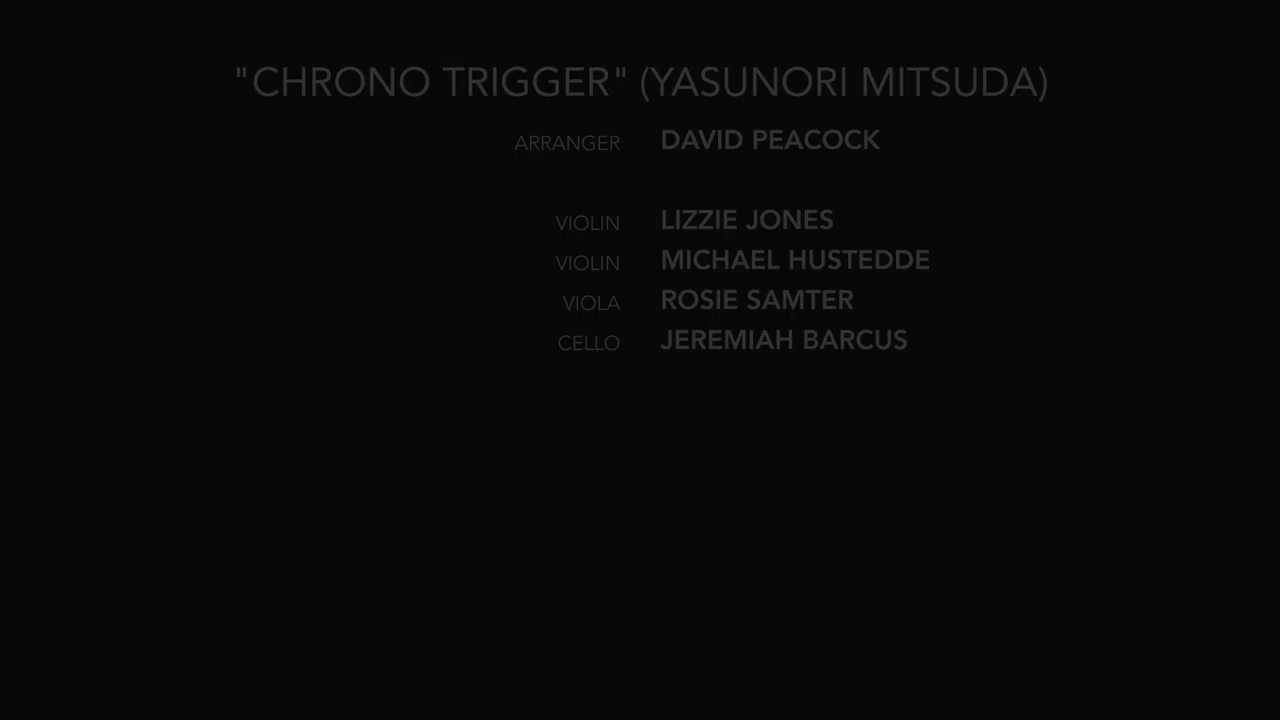 "CHRONO TRIGGER" (YASUNORI MITSUDA)
ARRANGER DAVID PEACOCK
VIOLIN LIZZIE JONES
VIOLIN MICHAEL HUSTEDDE
VIOLA ROSIE SAMTER
CELLO JEREMIAH BARCUS